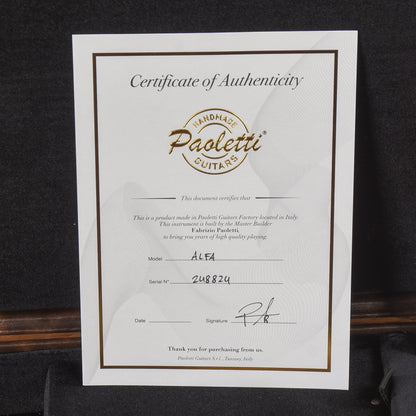 Certificate of Authenticity
HANDMADE
Paoletti®
GUITARS
This document certifies that
This is a product made in Paoletti Guitars Factory located in Italy.
This instrument is built by the Master Builder
Fabrizio Paoletti,
to bring you years of high quality playing.
Model ALFA
Serial N° 248824
Date Signature
Thank you for purchasing from us.
Paoletti Guitars S.r.l., Tuscany, Italy